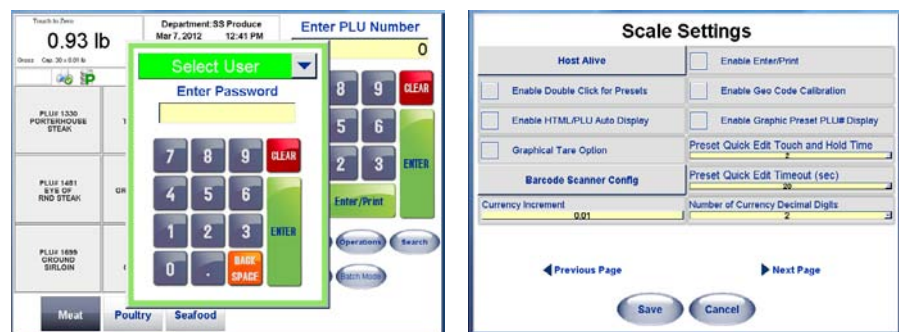 Touch to Zero
0.93 lb
Gross Cap. 30 x 0.01 lb
Department: SS Produce
Mar 7, 2012 12:41 PM
Enter PLU Number
0
Select User
Enter Password
7 8 9 CLEAR
4 5 6
1 2 3 ENTER
0 . BACK SPACE
8 9 CLEAR
5 6
2 3 ENTER
Enter/Print
Operations Search
Batch Mode
PLU# 1330
PORTERHOUSE
STEAK
PLU# 1481
EYE OF
RND STEAK
PLU# 1699
GROUND
SIRLOIN
Meat Poultry Seafood
Scale Settings
Host Alive
Enable Enter/Print
Enable Double Click for Presets
Enable Geo Code Calibration
Enable HTML/PLU Auto Display
Enable Graphic Preset PLU# Display
Graphical Tare Option
Preset Quick Edit Touch and Hold Time
2
Barcode Scanner Config
Preset Quick Edit Timeout (sec)
20
Currency Increment
0.01
Number of Currency Decimal Digits
2
Previous Page
Next Page
Save Cancel